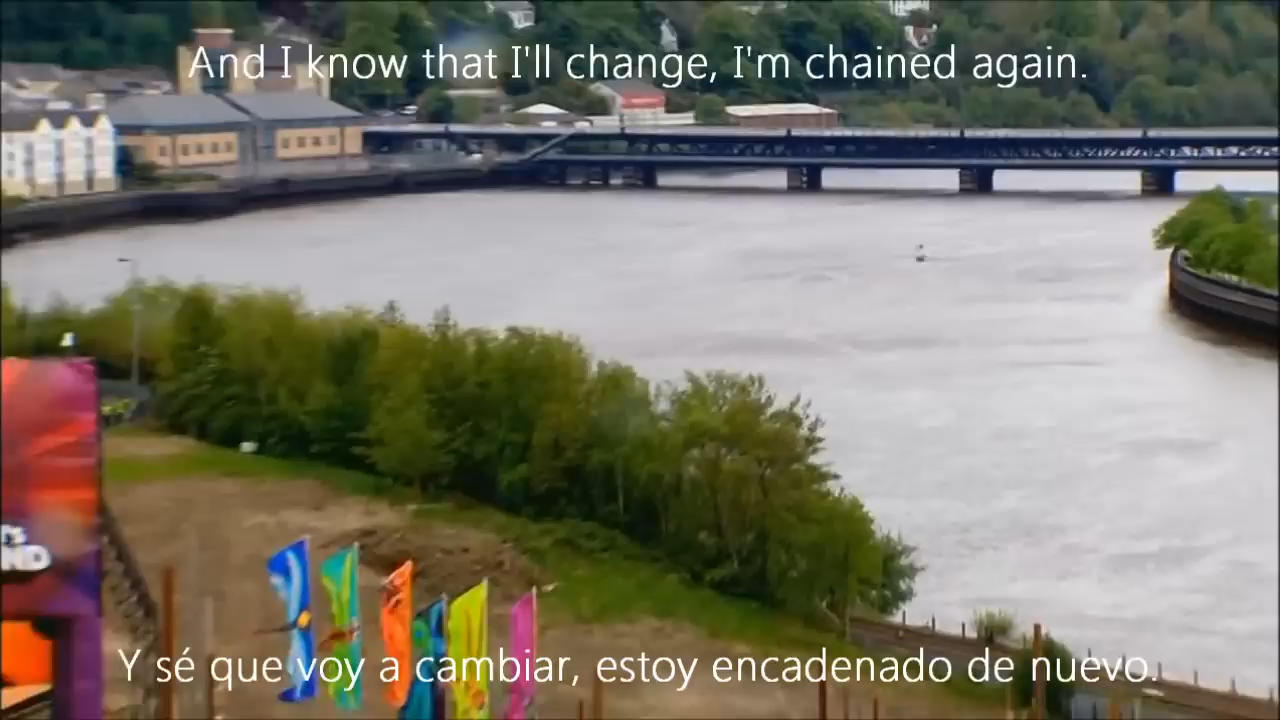 And I know that I'll change, I'm chained again.
Y sé que voy a cambiar, estoy encadenado de nuevo.